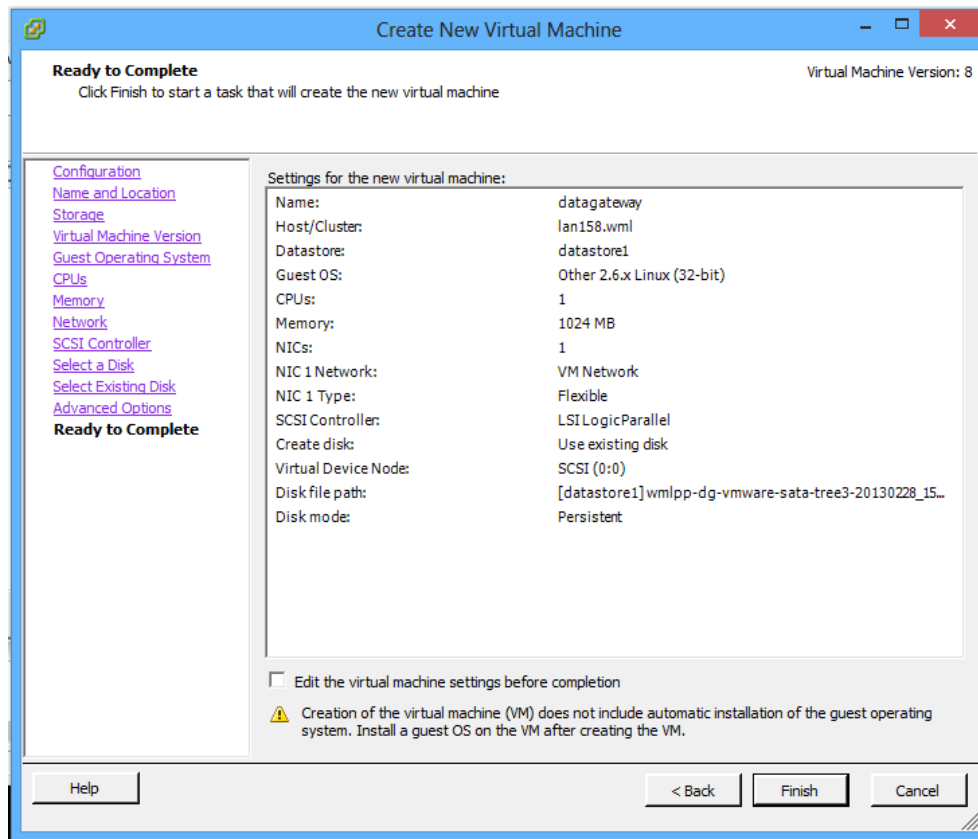 Create New Virtual Machine
Ready to Complete
Virtual Machine Version: 8
Click Finish to start a task that will create the new virtual machine
Configuration
Name and Location
Storage
Virtual Machine Version
Guest Operating System
CPUs
Memory
Network
SCSI Controller
Select a Disk
Select Existing Disk
Advanced Options
Ready to Complete
Settings for the new virtual machine:
Name: datagateway
Host/Cluster: lan158.wml
Datastore: datastore1
Guest OS: Other 2.6.x Linux (32-bit)
CPUs: 1
Memory: 1024 MB
NICs: 1
NIC 1 Network: VM Network
NIC 1 Type: Flexible
SCSI Controller: LSI Logic Parallel
Create disk: Use existing disk
Virtual Device Node: SCSI (0:0)
Disk file path: [datastore1] wmlpp-dg-vmware-sata-tree3-20130228_15...
Disk mode: Persistent
Edit the virtual machine settings before completion
Creation of the virtual machine (VM) does not include automatic installation of the guest operating
system. Install a guest OS on the VM after creating the VM.
Help
< Back
Finish
Cancel